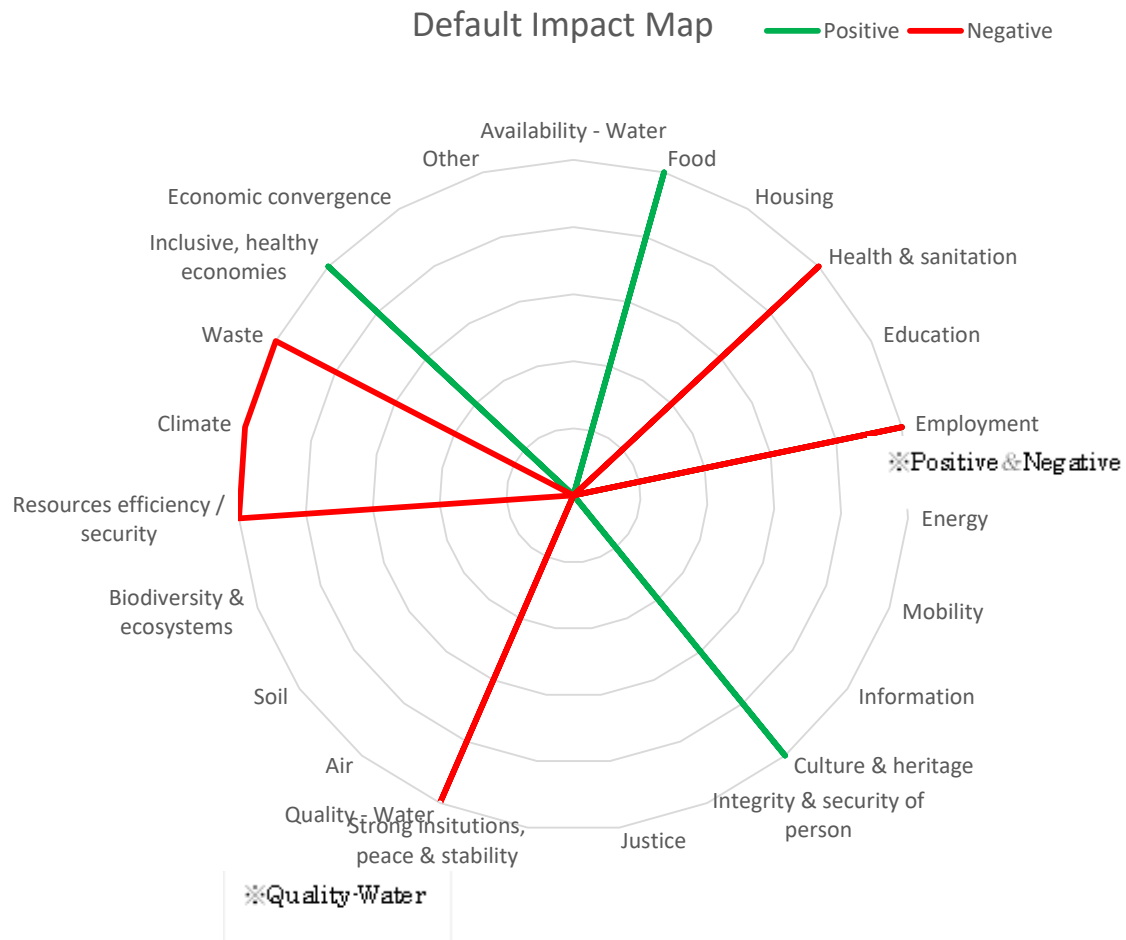 Default Impact Map
Positive
Negative
Availability - Water
Food
Housing
Health & sanitation
Education
Employment
※Positive&Negative
Energy
Mobility
Information
Culture & heritage
Integrity & security of
person
Justice
Strong insitutions,
peace & stability
Quality - Water
※Quality-Water
Air
Soil
Biodiversity &
ecosystems
Resources efficiency /
security
Climate
Waste
Inclusive, healthy
economies
Economic convergence
Other